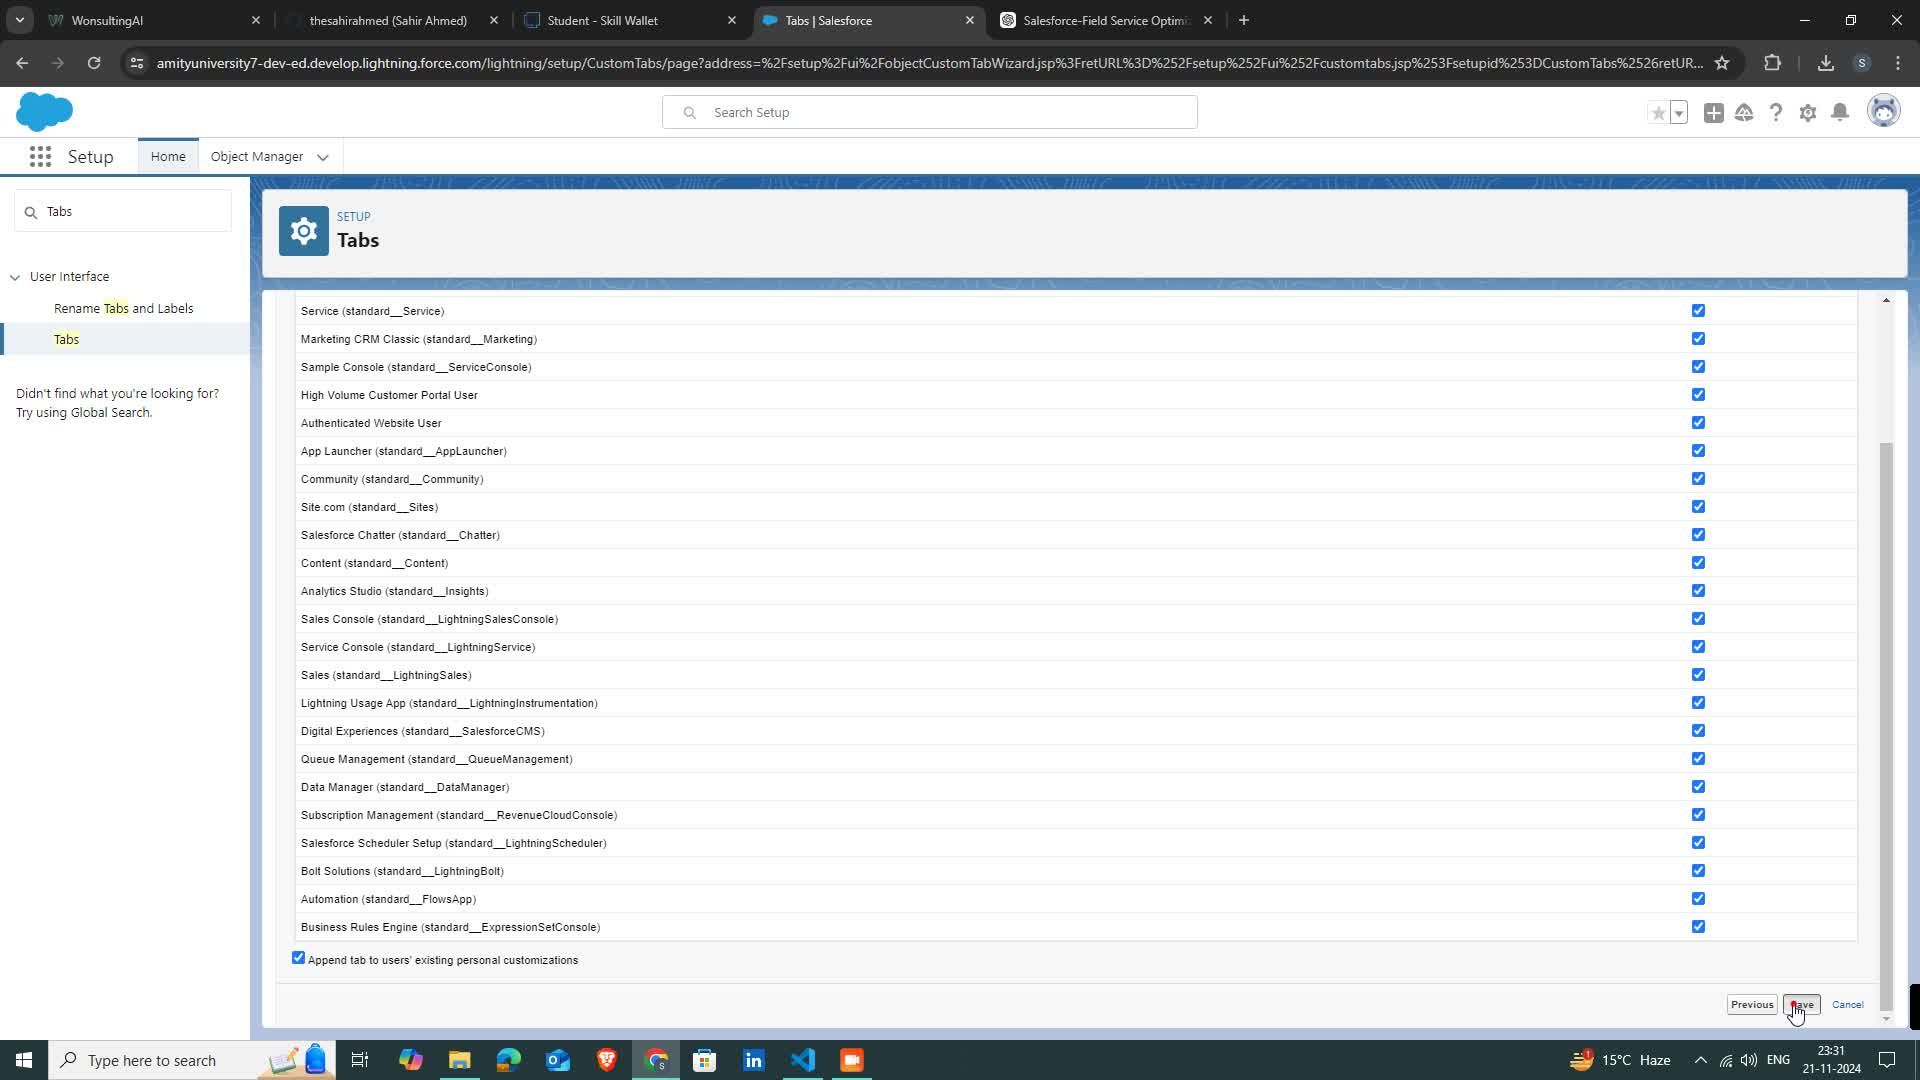 WonsultingAI
thesahirahmed (Sahir Ahmed)
Student - Skill Wallet
Tabs | Salesforce
Salesforce-Field Service Optimi
amityuniversity7-dev-ed.develop.lightning.force.com/lightning/setup/CustomTabs/page?address=%2Fsetup%2Fui%2FobjectCustomTabWizard.jsp%3FretURL%3D%252Fsetup%252Fui%252Fcustomtabs.jsp%253Fsetupid%253DCustomTabs%2526retUR...
S
Search Setup
Setup
Home
Object Manager
Tabs
User Interface
Rename Tabs and Labels
Tabs
Didn't find what you're looking for?
Try using Global Search.
SETUP
Tabs
Service (standard__Service)
Marketing CRM Classic (standard__Marketing)
Sample Console (standard__ServiceConsole)
High Volume Customer Portal User
Authenticated Website User
App Launcher (standard__AppLauncher)
Community (standard__Community)
Site.com (standard__Sites)
Salesforce Chatter (standard__Chatter)
Content (standard__Content)
Analytics Studio (standard__Insights)
Sales Console (standard__LightningSalesConsole)
Service Console (standard__LightningService)
Sales (standard__LightningSales)
Lightning Usage App (standard__LightningInstrumentation)
Digital Experiences (standard__SalesforceCMS)
Queue Management (standard__QueueManagement)
Data Manager (standard__DataManager)
Subscription Management (standard__RevenueCloudConsole)
Salesforce Scheduler Setup (standard__LightningScheduler)
Bolt Solutions (standard__LightningBolt)
Automation (standard__FlowsApp)
Business Rules Engine (standard__ExpressionSetConsole)
Append tab to users' existing personal customizations
Previous
Save
Cancel
Type here to search
1
15°C Haze
ENG
23:31
21-11-2024